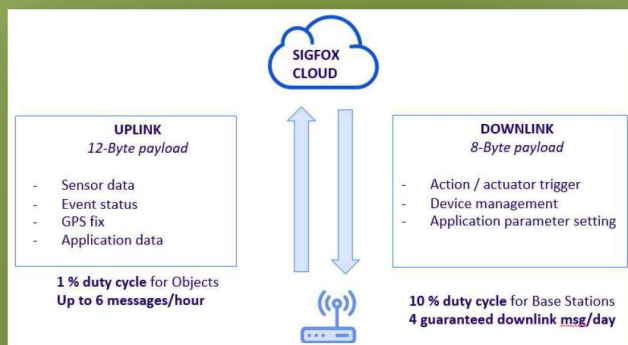 SIGFOX
CLOUD
UPLINK
12-Byte payload
- Sensor data
- Event status
- GPS fix
- Application data
1 % duty cycle for Objects
Up to 6 messages/hour
DOWNLINK
8-Byte payload
- Action / actuator trigger
- Device management
- Application parameter setting
10 % duty cycle for Base Stations
4 guaranteed downlink msg/day